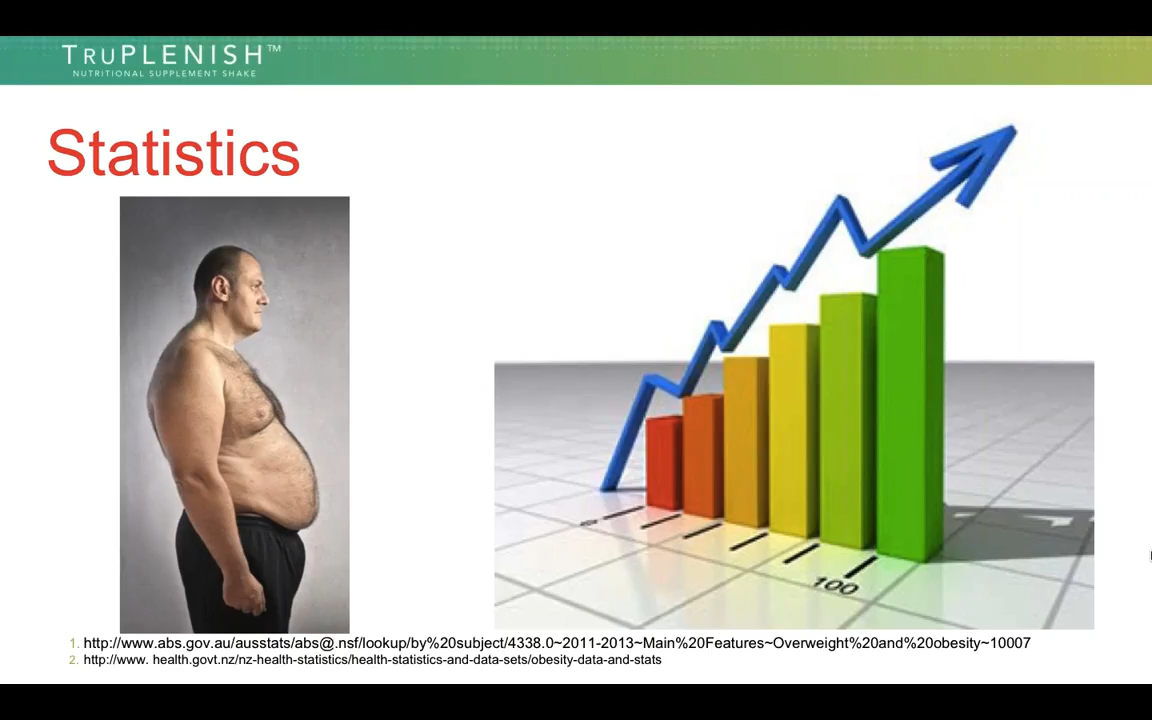 TRUPLENISH™
NUTRITIONAL SUPPLEMENT SHAKE
Statistics
100
1. http://www.abs.gov.au/ausstats/abs@.nsf/lookup/by%20subject/4338.0~2011-2013~Main%20Features~Overweight%20and%20obesity~10007
2. http://www. health.govt.nz/nz-health-statistics/health-statistics-and-data-sets/obesity-data-and-stats